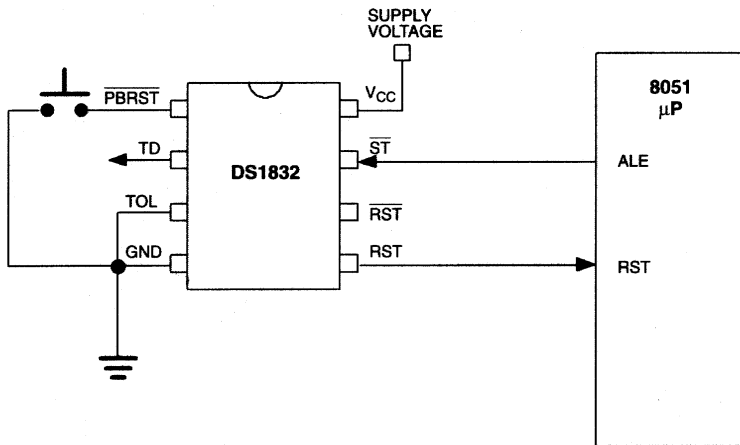 SUPPLY
VOLTAGE
PBRST
VCC
8051
μP
TD
DS1832
ST
ALE
TOL
RST
GND
RST
RST